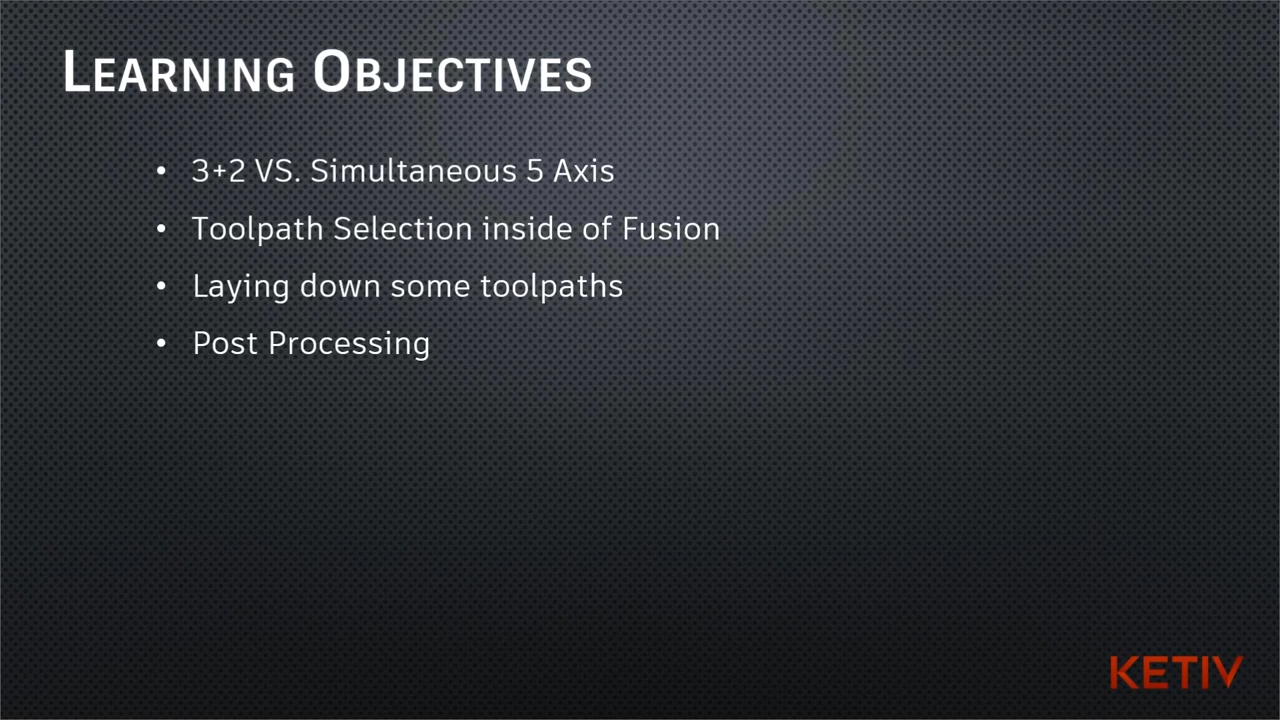 Learning Objectives
• 3+2 VS. Simultaneous 5 Axis
• Toolpath Selection inside of Fusion
• Laying down some toolpaths
• Post Processing
KETIV